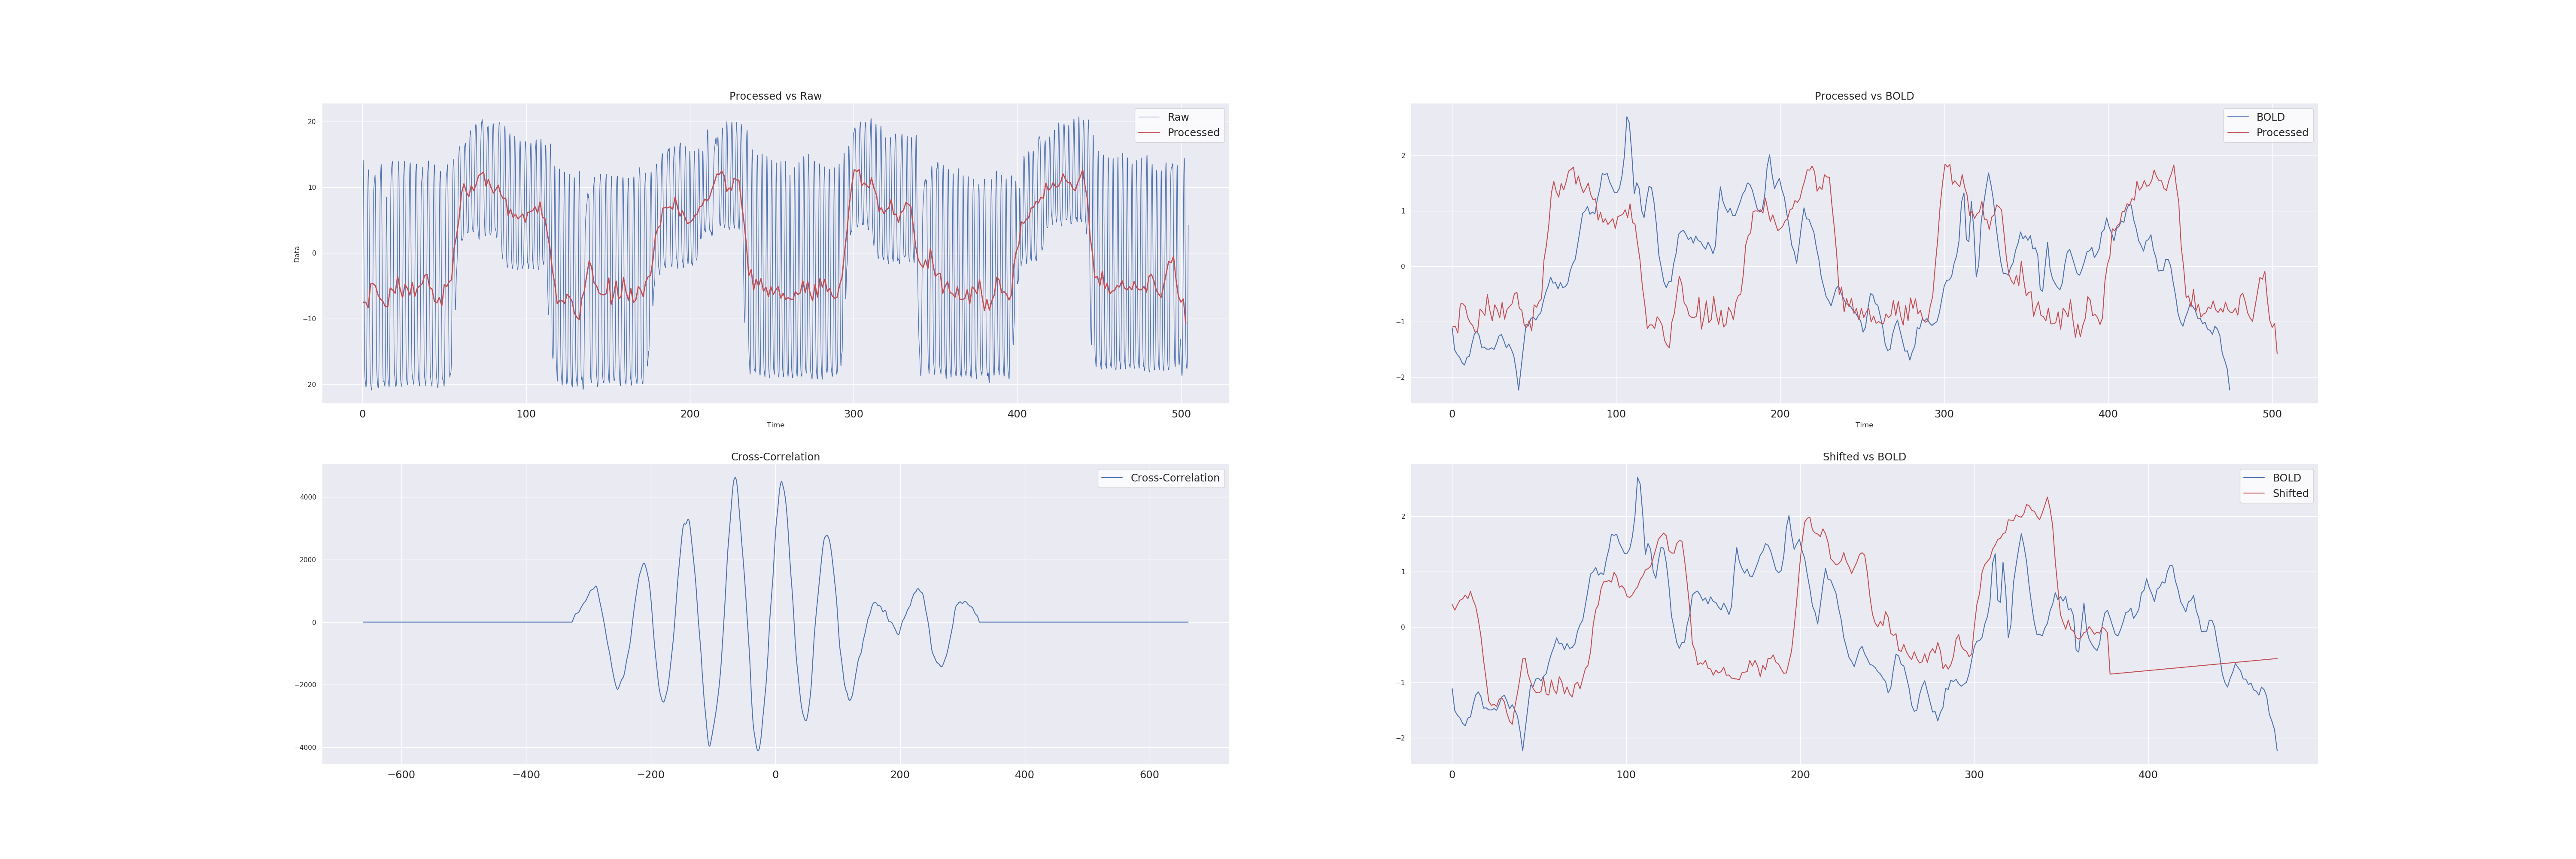 Processed vs Raw
Raw
Processed
20
10
0
−10
−20
Data
0 100 200 300 400 500
Time
Processed vs BOLD
BOLD
Processed
2
1
0
−1
−2
0 100 200 300 400 500
Time
Cross-Correlation
Cross-Correlation
4000
2000
0
−2000
−4000
−600 −400 −200 0 200 400 600
Shifted vs BOLD
BOLD
Shifted
2
1
0
−1
−2
0 100 200 300 400